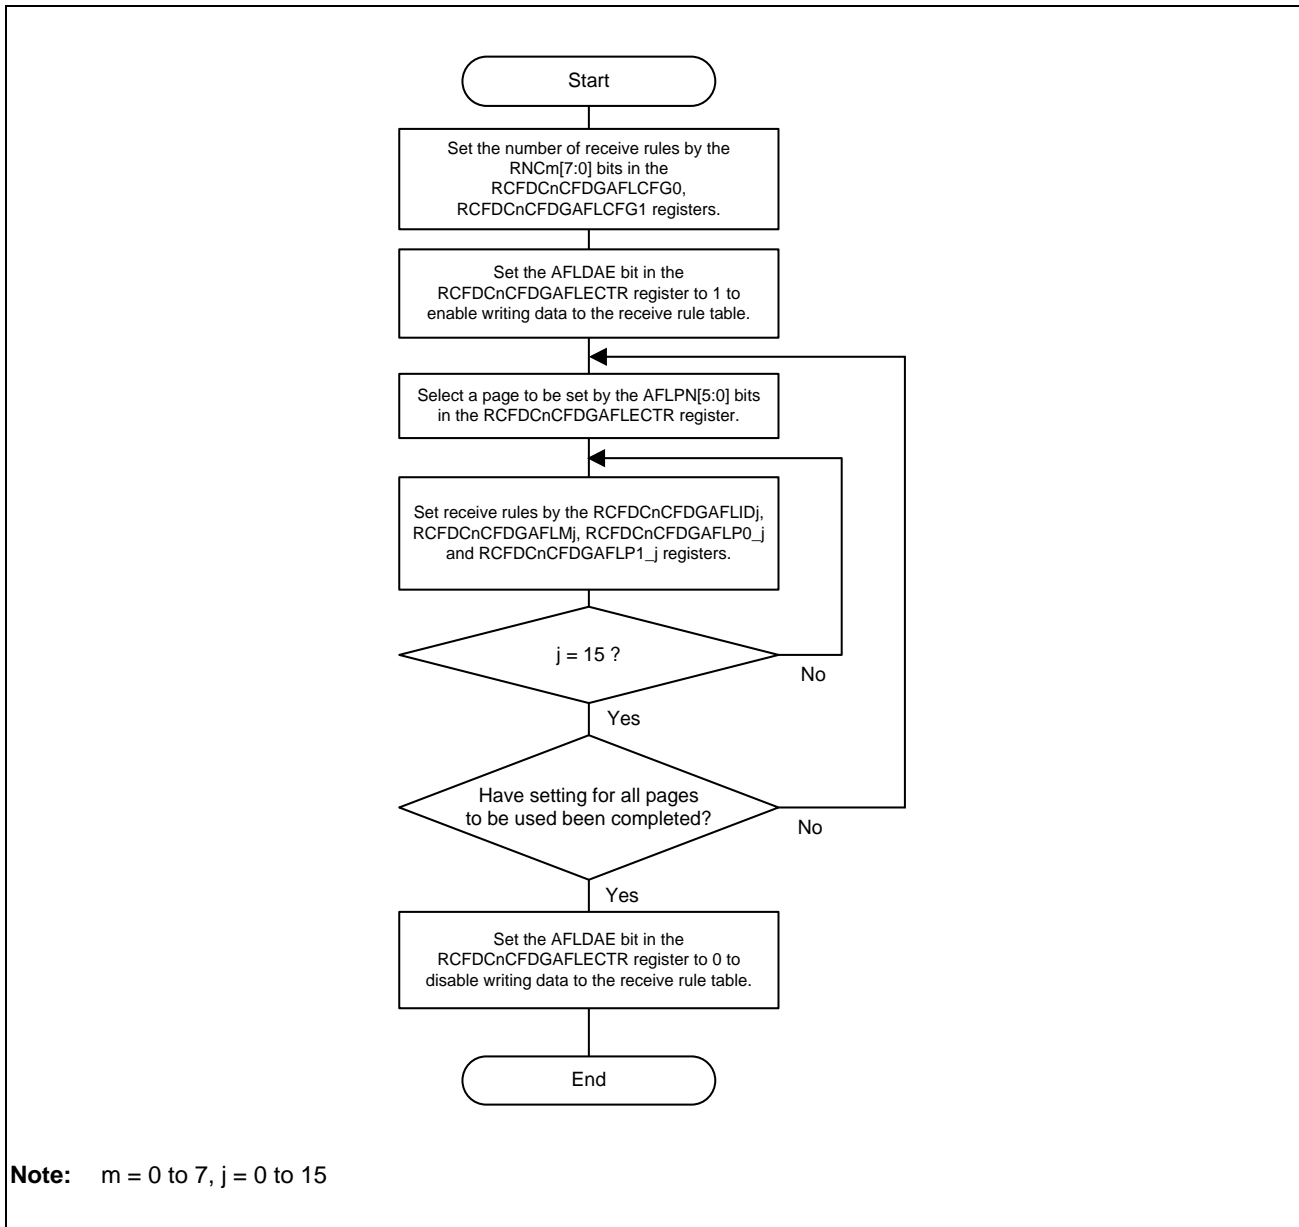 Start
Set the number of receive rules by the
RNCm[7:0] bits in the
RCFDCnCFDGAFLCFG0,
RCFDCnCFDGAFLCFG1 registers.
Set the AFLDAE bit in the
RCFDCnCFDGAFLECTR register to 1 to
enable writing data to the receive rule table.
Select a page to be set by the AFLPN[5:0] bits
in the RCFDCnCFDGAFLECTR register.
Set receive rules by the RCFDCnCFDGAFLIDj,
RCFDCnCFDGAFLMj, RCFDCnCFDGAFLP0_j
and RCFDCnCFDGAFLP1_j registers.
j = 15 ?
No
Yes
Have setting for all pages
to be used been completed?
No
Yes
Set the AFLDAE bit in the
RCFDCnCFDGAFLECTR register to 0 to
disable writing data to the receive rule table.
End
Note: m = 0 to 7, j = 0 to 15